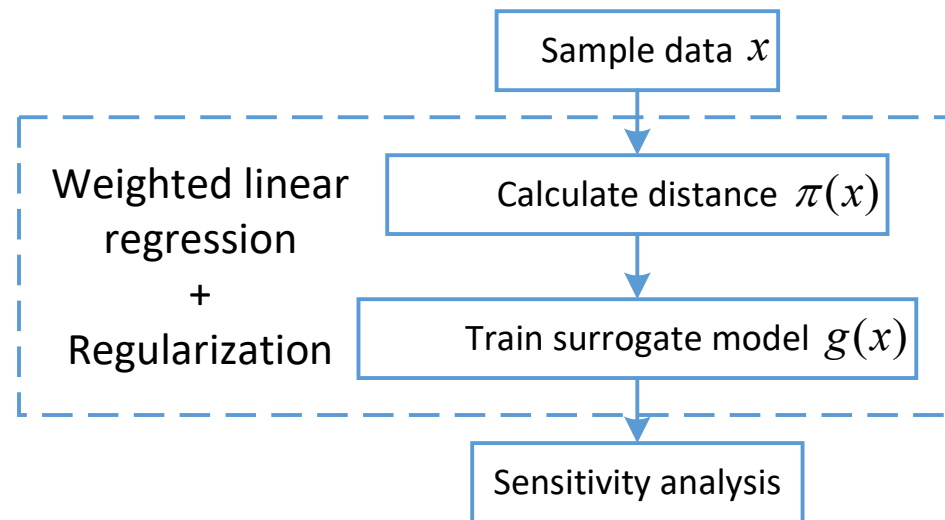 Sample data x
Weighted linear
regression
+
Regularization
Calculate distance π(x)
Train surrogate model g(x)
Sensitivity analysis